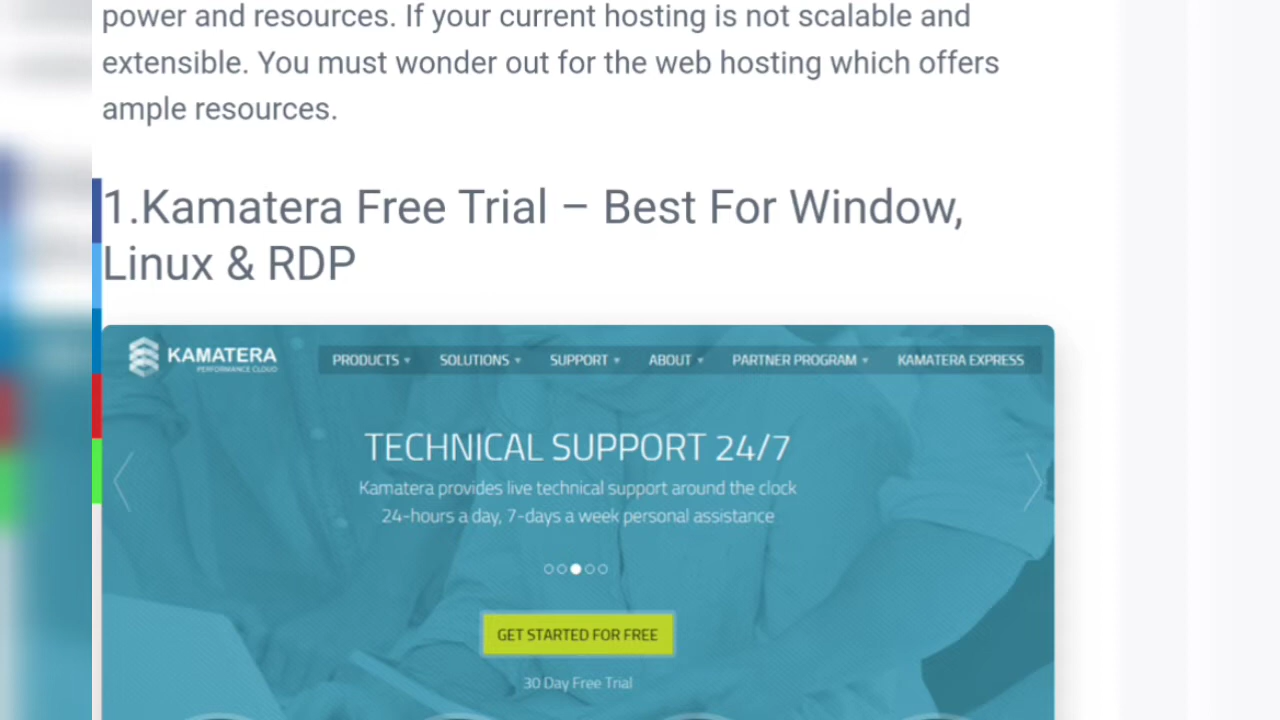 power and resources. If your current hosting is not scalable and
extensible. You must wonder out for the web hosting which offers
ample resources.
1.Kamatera Free Trial – Best For Window,
Linux & RDP
KAMATERA
PERFORMANCE CLOUD
PRODUCTS SOLUTIONS SUPPORT ABOUT PARTNER PROGRAM KAMATERA EXPRESS
TECHNICAL SUPPORT 24/7
Kamatera provides live technical support around the clock
24-hours a day, 7-days a week personal assistance
GET STARTED FOR FREE
30 Day Free Trial